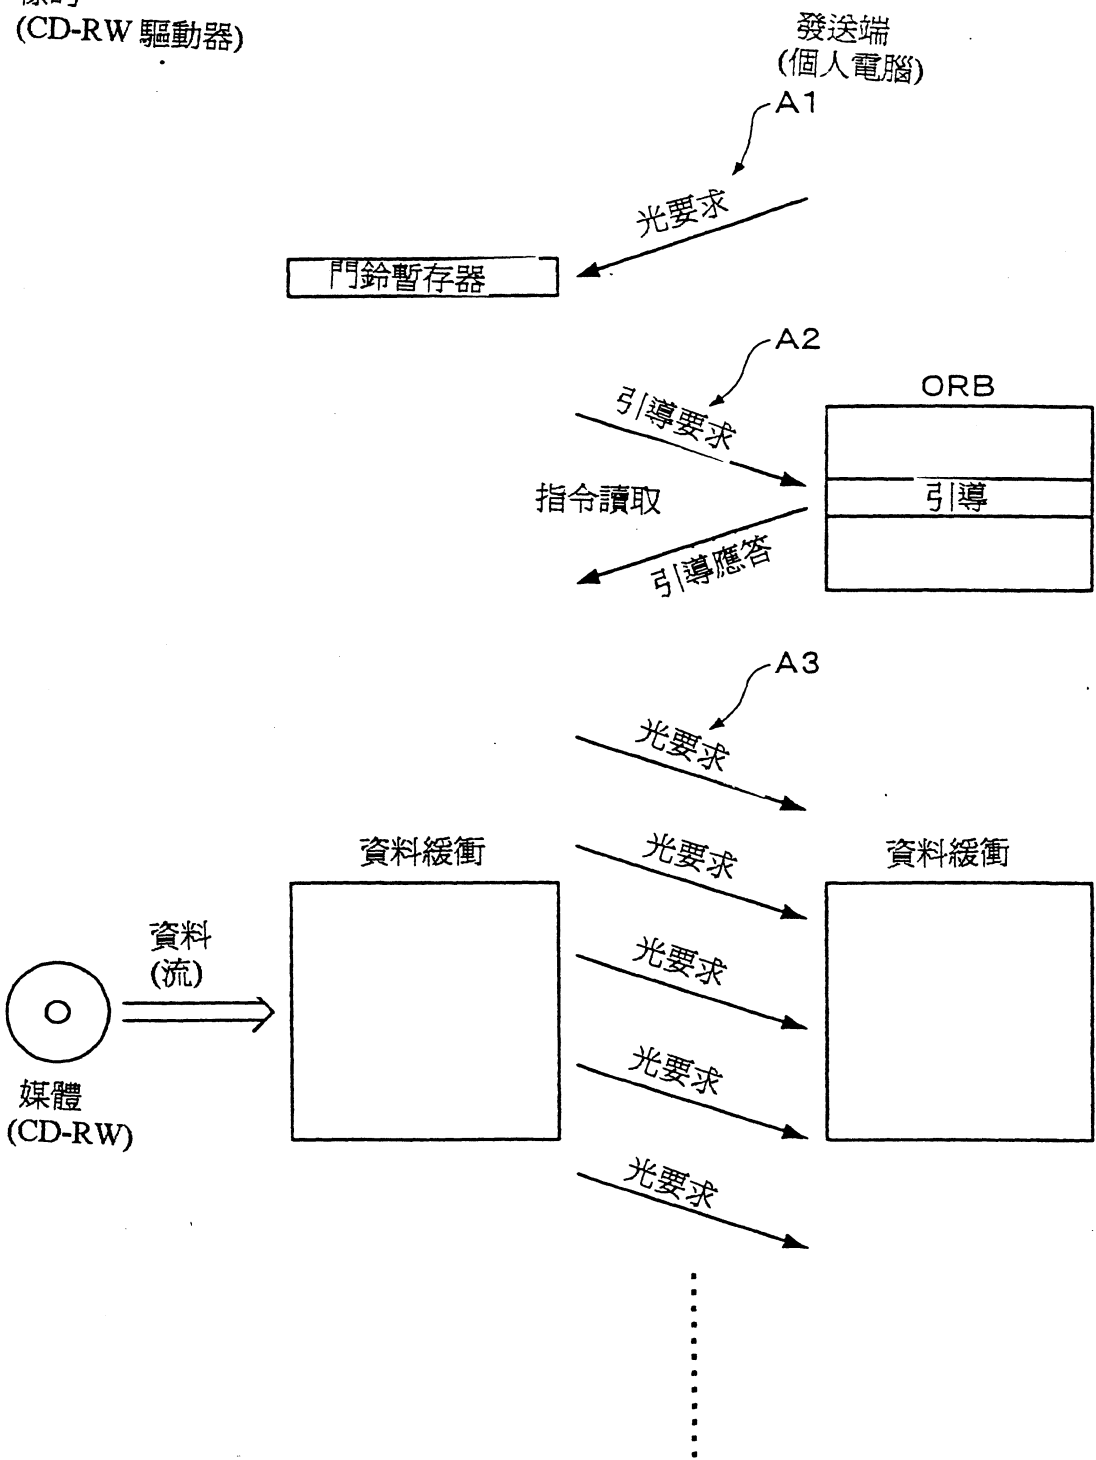 (CD-RW 驅動器)
發送端
(個人電腦)
A1
光要求
門鈴暫存器
A2
引導要求
ORB
指令讀取
引導
引導應答
A3
光要求
資料緩衝
光要求
資料緩衝
資料
(流)
光要求
媒體
(CD-RW)
光要求
光要求